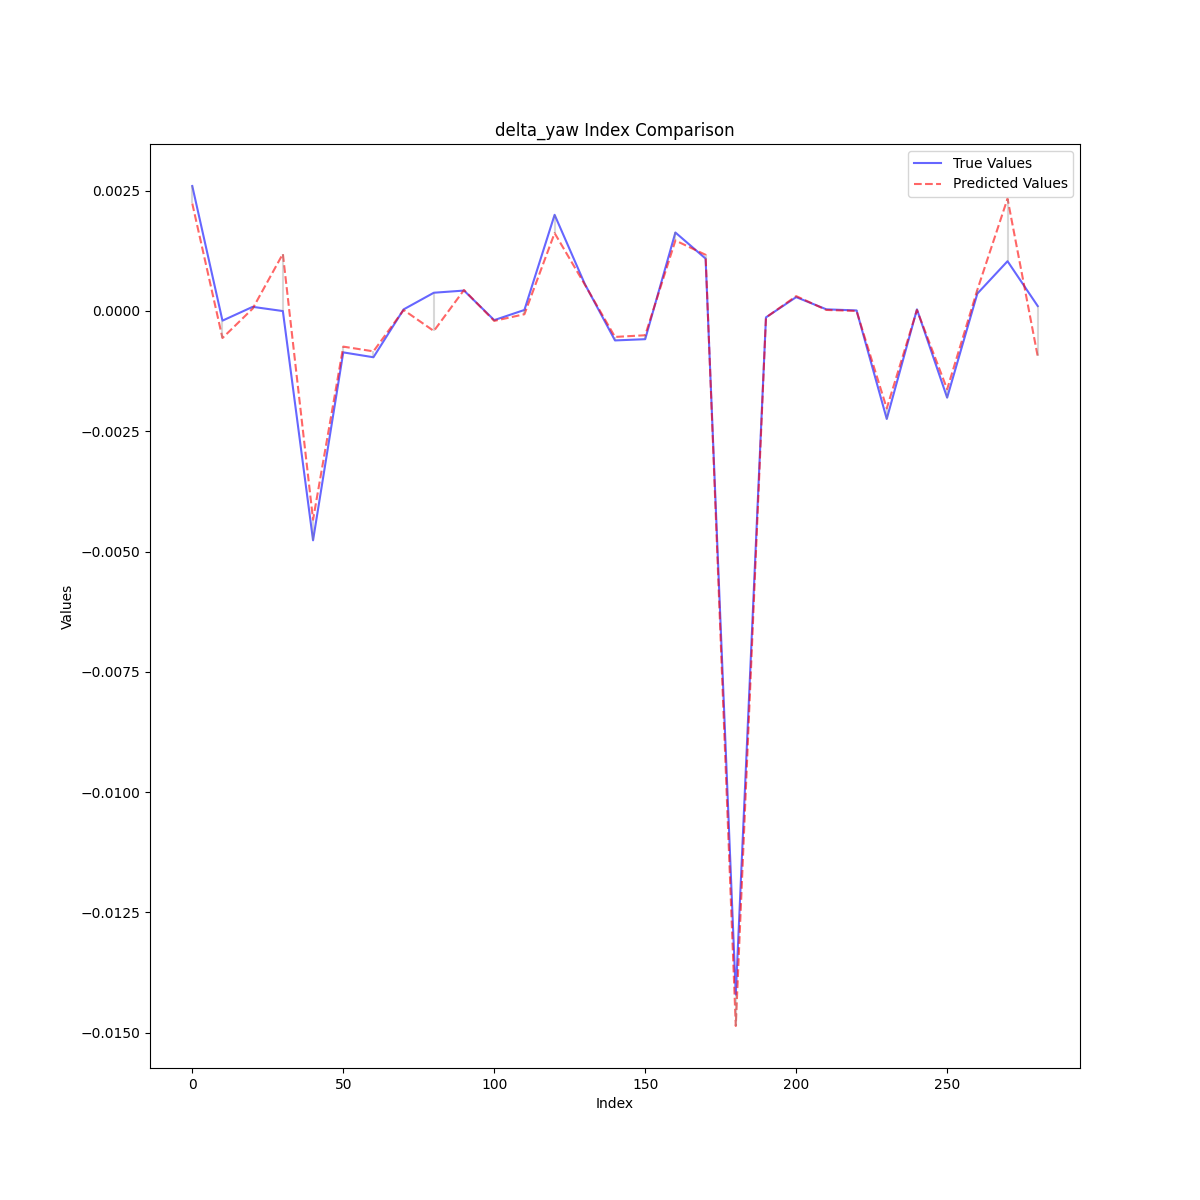 delta_yaw Index Comparison
True Values
Predicted Values
0.0025
0.0000
−0.0025
−0.0050
−0.0075
−0.0100
−0.0125
−0.0150
Values
0 50 100 150 200 250
Index